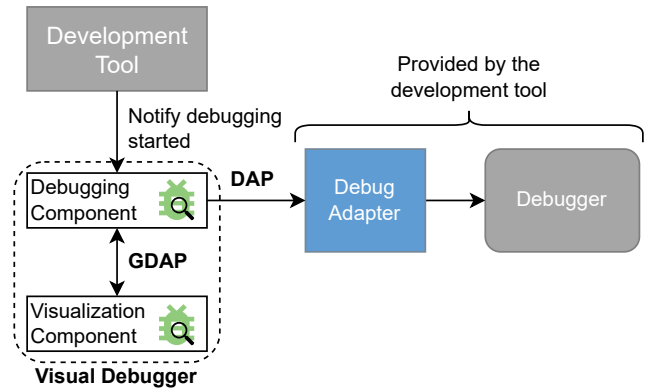 Development
Tool
Provided by the
development tool
Notify debugging
started
Debugging
Component
DAP
Debug
Adapter
Debugger
GDAP
Visualization
Component
Visual Debugger